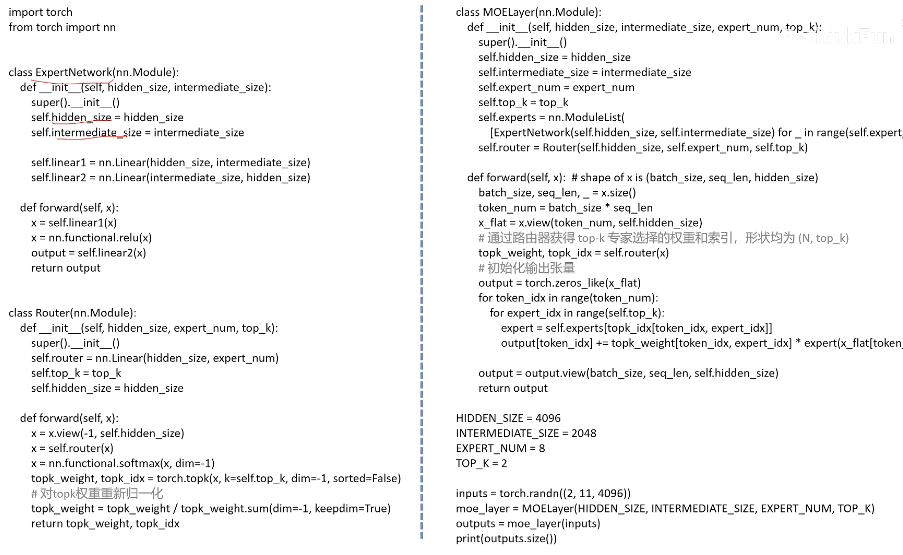 import torch
from torch import nn
class ExpertNetwork(nn.Module):
def __init__(self, hidden_size, intermediate_size):
super().__init__()
self.hidden_size = hidden_size
self.intermediate_size = intermediate_size
self.linear1 = nn.Linear(hidden_size, intermediate_size)
self.linear2 = nn.Linear(intermediate_size, hidden_size)
def forward(self, x):
x = self.linear1(x)
x = nn.functional.relu(x)
output = self.linear2(x)
return output
class Router(nn.Module):
def __init__(self, hidden_size, expert_num, top_k):
super().__init__()
self.router = nn.Linear(hidden_size, expert_num)
self.top_k = top_k
self.hidden_size = hidden_size
def forward(self, x):
x = x.view(-1, self.hidden_size)
x = self.router(x)
x = nn.functional.softmax(x, dim=-1)
topk_weight, topk_idx = torch.topk(x, k=self.top_k, dim=-1, sorted=False)
# 对topk权重重新归一化
topk_weight = topk_weight / topk_weight.sum(dim=-1, keepdim=True)
return topk_weight, topk_idx
class MOELayer(nn.Module):
def __init__(self, hidden_size, intermediate_size, expert_num, top_k):
super().__init__()
self.hidden_size = hidden_size
self.intermediate_size = intermediate_size
self.expert_num = expert_num
self.top_k = top_k
self.experts = nn.ModuleList(
[ExpertNetwork(self.hidden_size, self.intermediate_size) for _ in range(self.expert_
self.router = Router(self.hidden_size, self.expert_num, self.top_k)
def forward(self, x): # shape of x is (batch_size, seq_len, hidden_size)
batch_size, seq_len, _ = x.size()
token_num = batch_size * seq_len
x_flat = x.view(token_num, self.hidden_size)
# 通过路由器获得 top-k 专家选择的权重和索引，形状均为 (N, top_k)
topk_weight, topk_idx = self.router(x)
# 初始化输出张量
output = torch.zeros_like(x_flat)
for token_idx in range(token_num):
for expert_idx in range(self.top_k):
expert = self.experts[topk_idx[token_idx, expert_idx]]
output[token_idx] += topk_weight[token_idx, expert_idx] * expert(x_flat[token_
output = output.view(batch_size, seq_len, self.hidden_size)
return output
HIDDEN_SIZE = 4096
INTERMEDIATE_SIZE = 2048
EXPERT_NUM = 8
TOP_K = 2
inputs = torch.randn((2, 11, 4096))
moe_layer = MOELayer(HIDDEN_SIZE, INTERMEDIATE_SIZE, EXPERT_NUM, TOP_K)
outputs = moe_layer(inputs)
print(outputs.size())